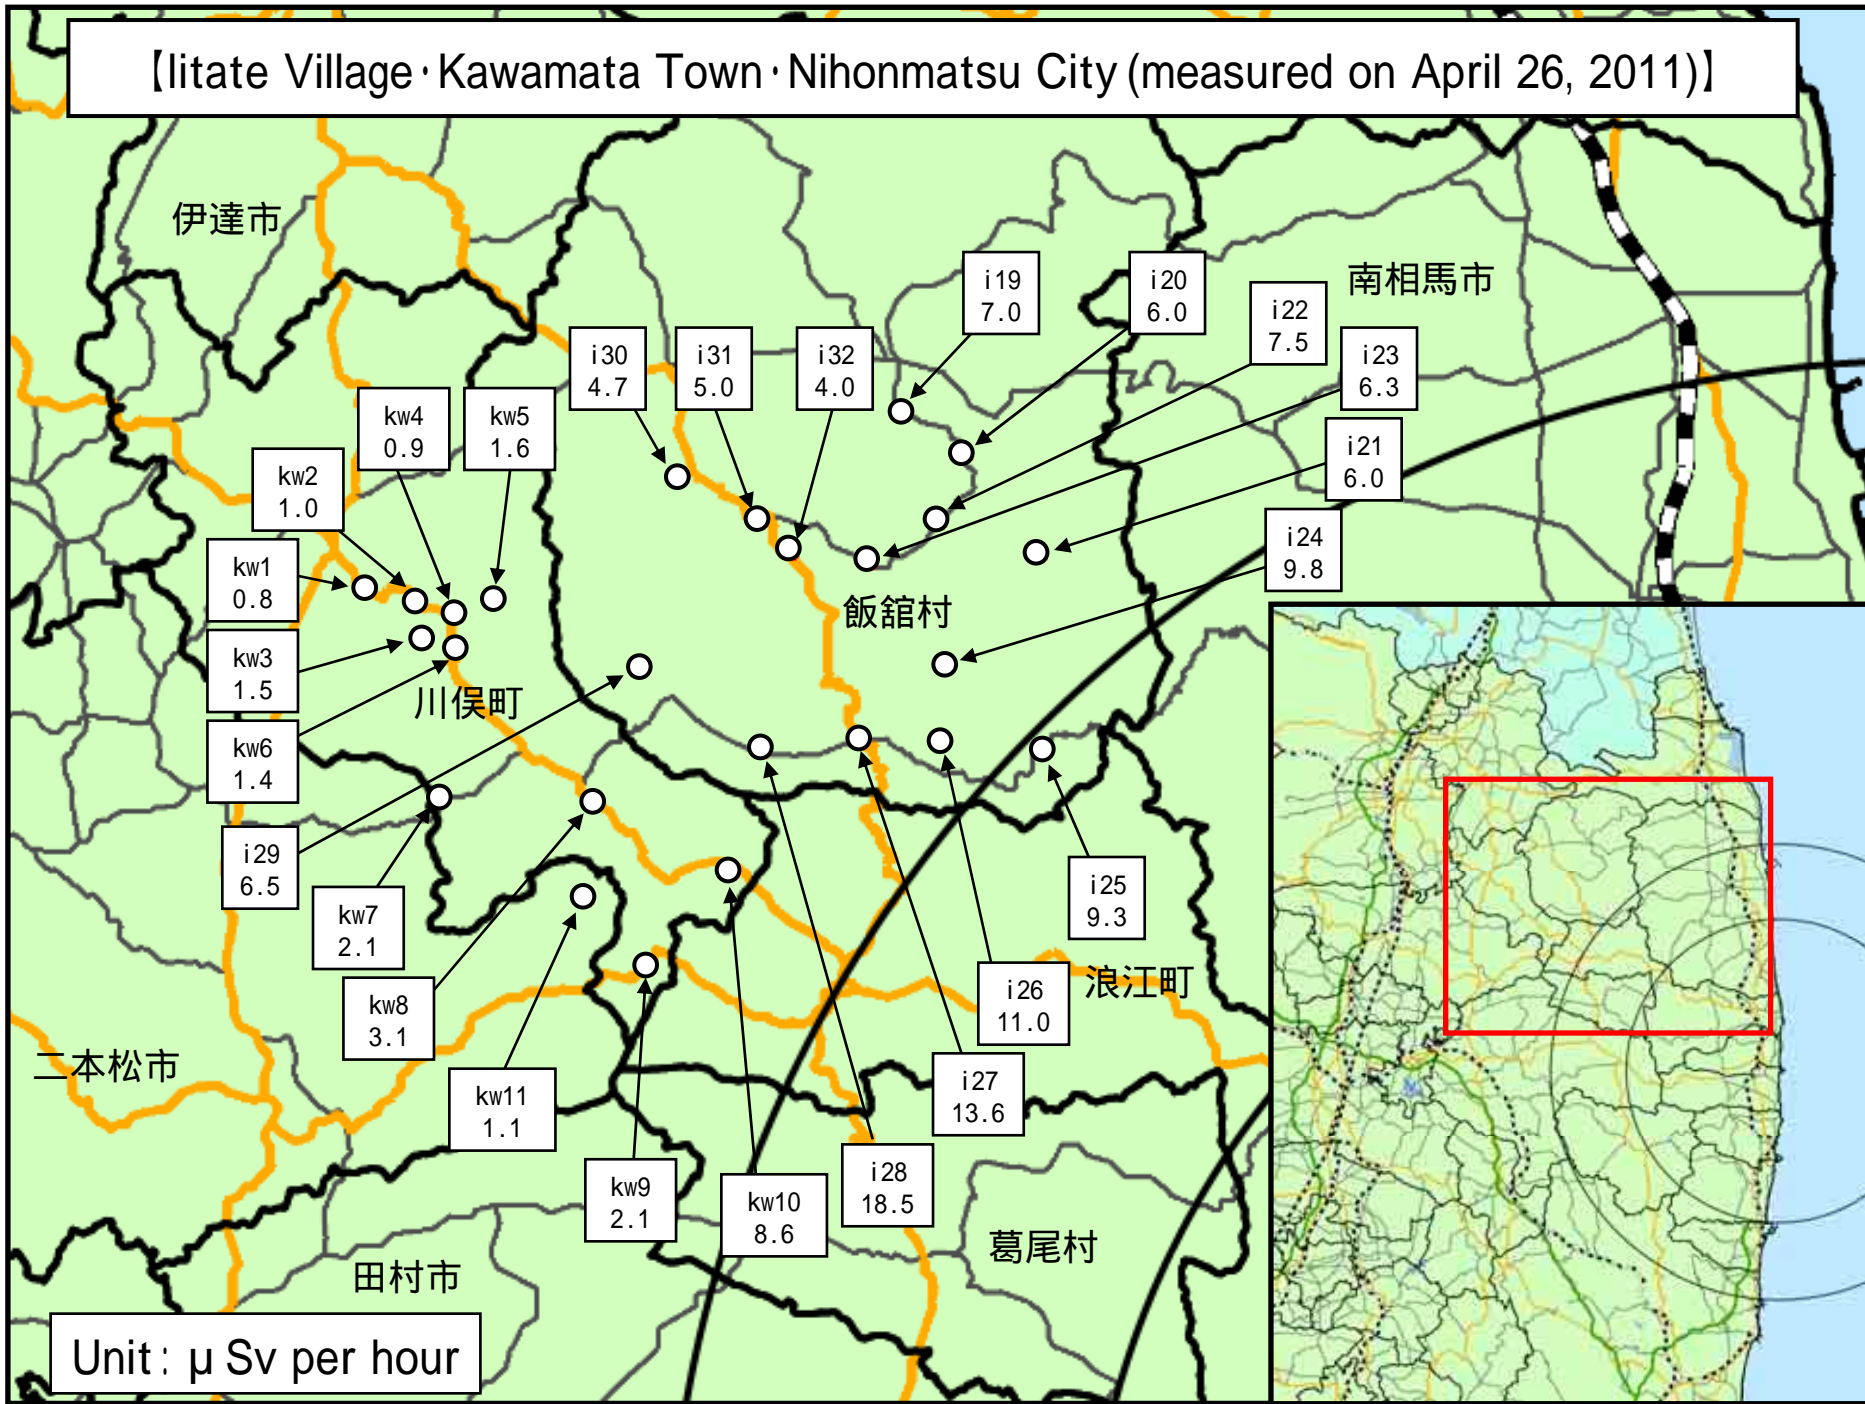 【Iitate Village･Kawamata Town･Nihonmatsu City (measured on April 26, 2011)】
伊達市
南相馬市
i19
7.0
i20
6.0
i22
7.5
i23
6.3
i30
4.7
i31
5.0
i32
4.0
kw4
0.9
kw5
1.6
i21
6.0
kw2
1.0
i24
9.8
kw1
0.8
飯舘村
kw3
1.5
川俣町
kw6
1.4
i29
6.5
kw7
2.1
i25
9.3
kw8
3.1
i26
11.0
浪江町
二本松市
kw11
1.1
i27
13.6
kw9
2.1
kw10
8.6
i28
18.5
葛尾村
田村市
Unit: μ Sv per hour